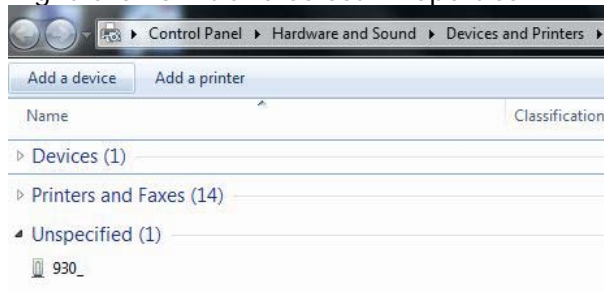 Control Panel ▸ Hardware and Sound ▸ Devices and Printers ▸
Add a device Add a printer
Name Classification
Devices (1)
Printers and Faxes (14)
Unspecified (1)
930_